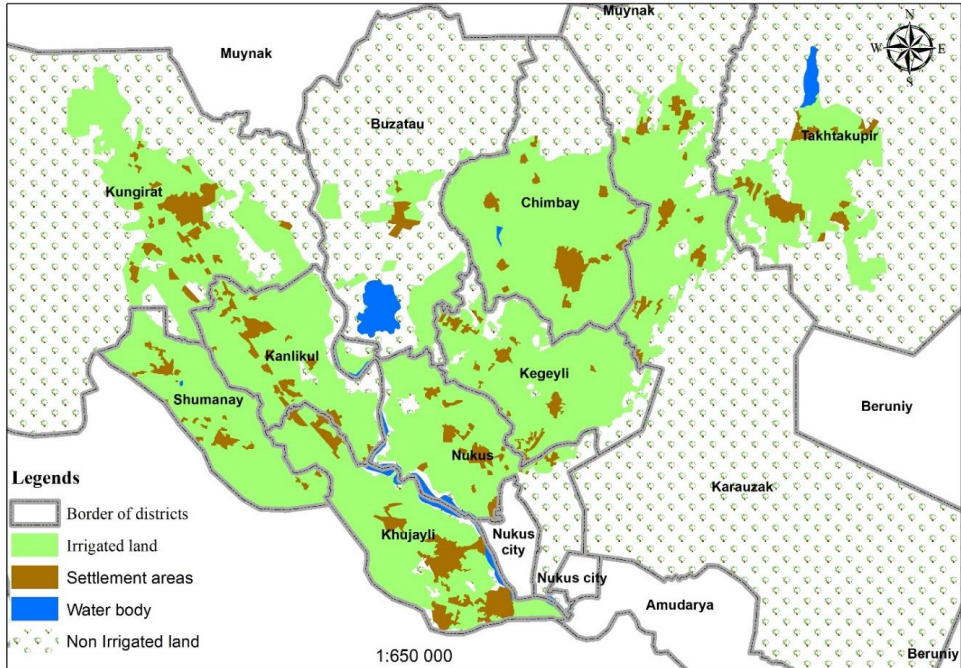 Muynak
Muynak
N
W
E
S
Buzatau
Takhtakupir
Kungirat
Chimbay
Kanlikul
Kegeyli
Shumanay
Beruniy
Nukus
Karauzak
Legends
Border of districts
Irrigated land
Settlement areas
Water body
Non Irrigated land
Khujayli
Nukus
city
Nukus city
Amudarya
Beruniy
1:650 000